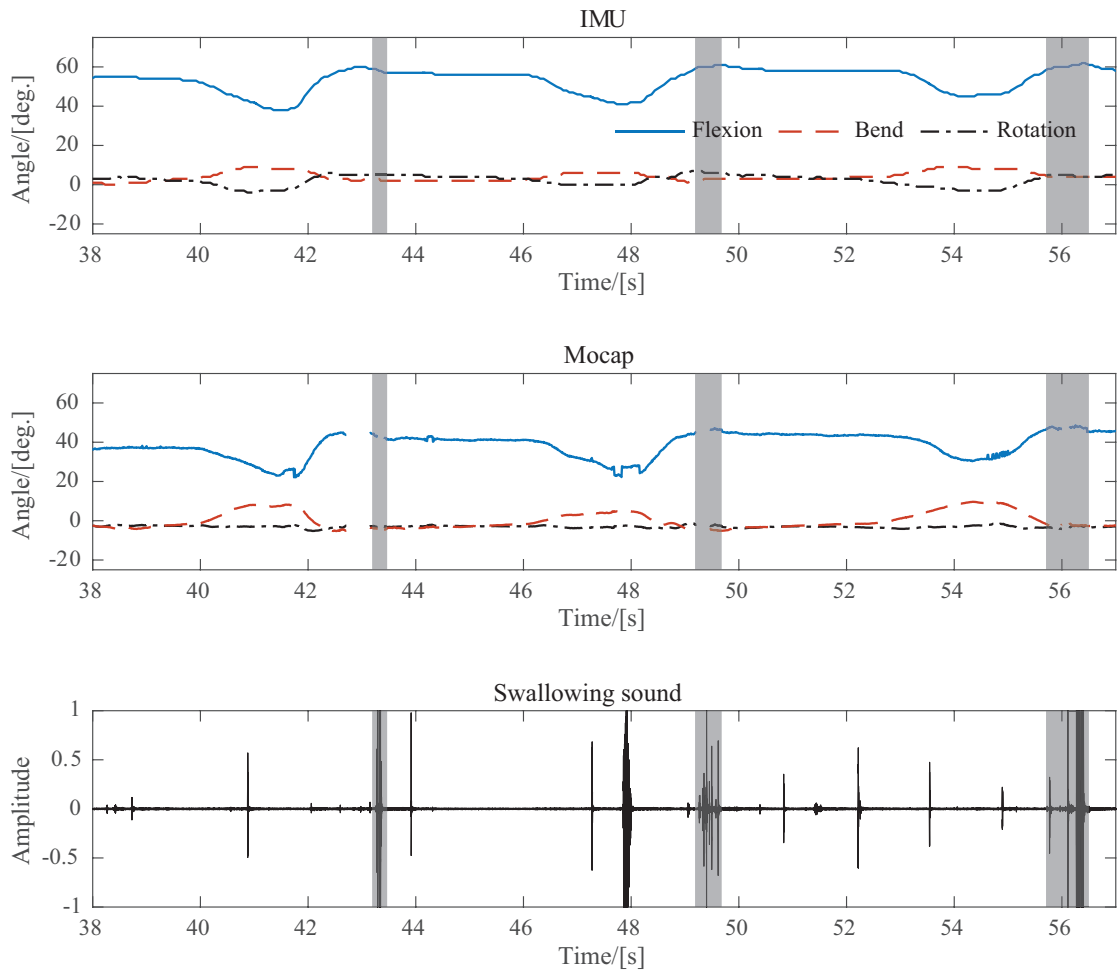 IMU
60
40
20
0
-20
Angle/[deg.]
Flexion Bend Rotation
38 40 42 44 46 48 50 52 54 56
Time/[s]
Mocap
60
40
20
0
-20
Angle/[deg.]
38 40 42 44 46 48 50 52 54 56
Time/[s]
Swallowing sound
1
0.5
0
-0.5
-1
Amplitude
38 40 42 44 46 48 50 52 54 56
Time/[s]